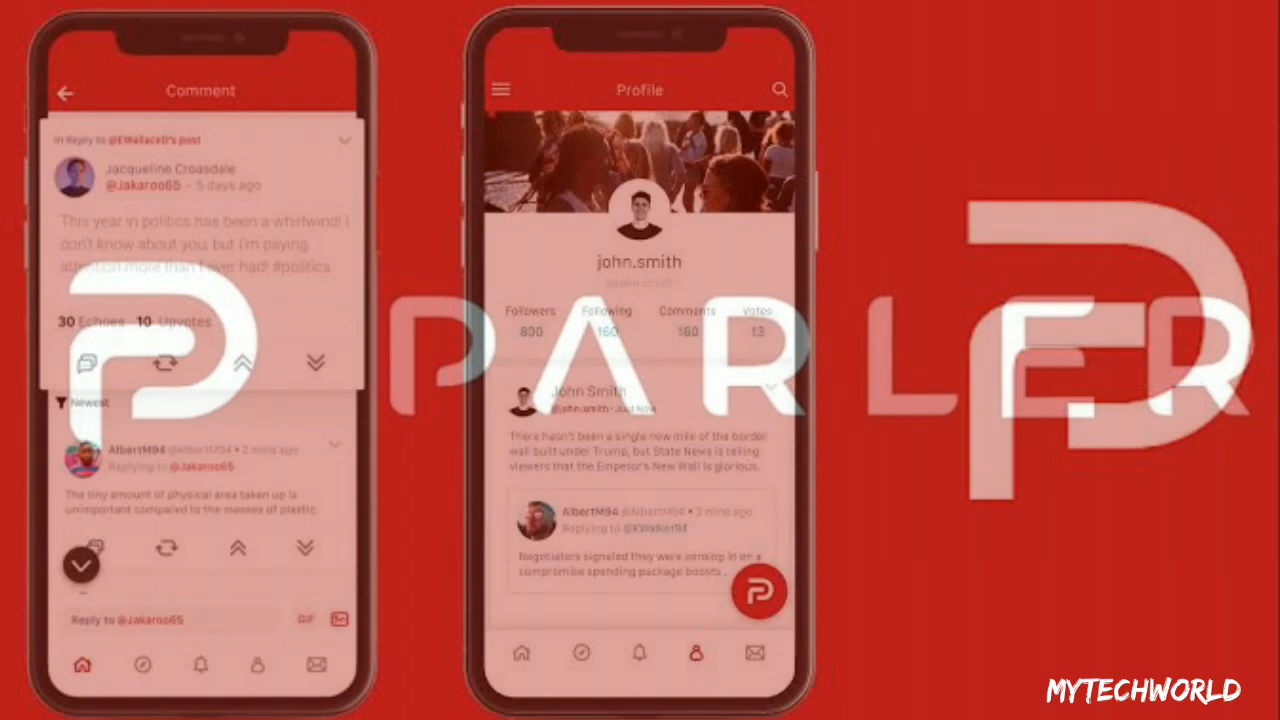 Comment
In Reply to @EWallaceG's post
Jacqueline Croasdale
@Jakaroo65 - 5 days ago
This year in politics has been a whirlwind! I
don't know about you, but I'm paying
attention more than I ever had! #politics
30 Echoes 10 Upvotes
Newest
AlbertM94 @AlbertM94 • 2 mins ago
Replying to @Jakaroo65
The tiny amount of physical area taken up is
unimportant compared to the masses of plastic.
Reply to @Jakaroo65
GIF
Profile
john.smith
@john.smith
Followers Following Comments Votes
800 160 160 13
John Smith
@john.smith - Just Now
There hasn't been a single new mile of the border
wall built under Trump, but State News is telling
viewers that the Emperor's New Wall is glorious.
AlbertM94 @AlbertM94 • 3 mins ago
Replying to @KWalker94
Negotiators signaled they were zeroing in on a
compromise spending package boosts .
PARLER
MYTECHWORLD